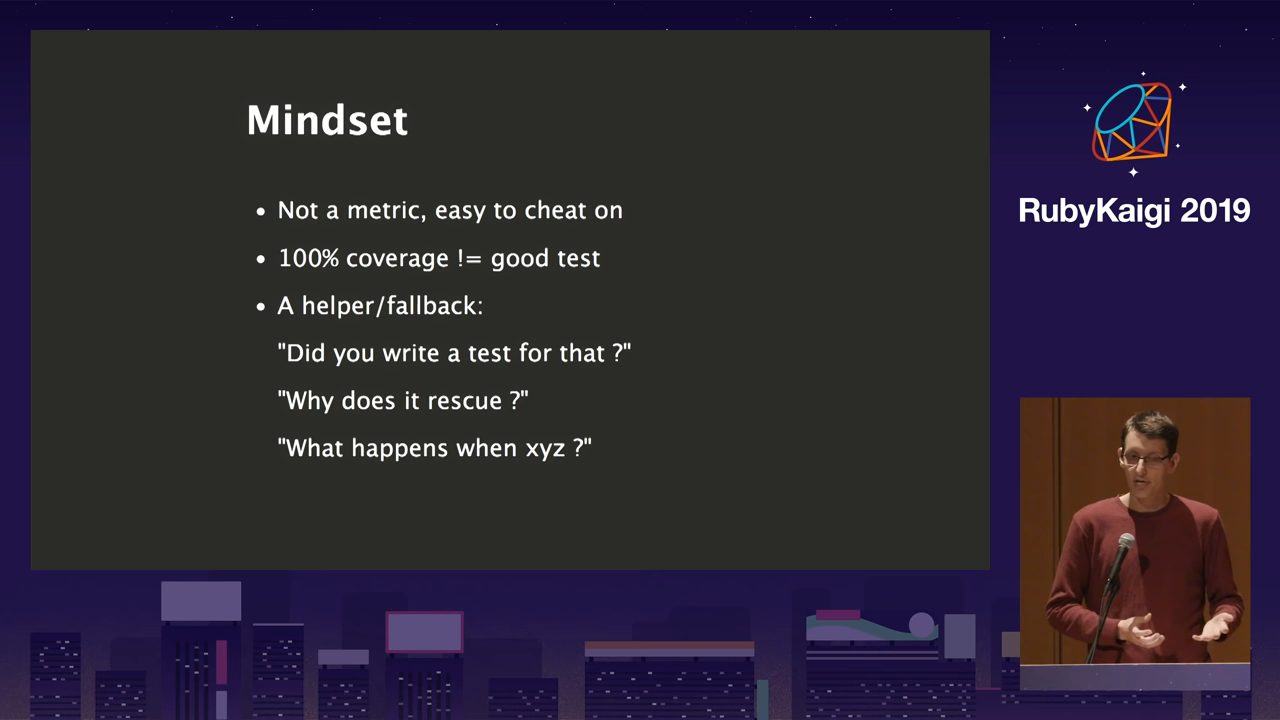 Mindset
• Not a metric, easy to cheat on
• 100% coverage != good test
• A helper/fallback:
"Did you write a test for that ?"
"Why does it rescue ?"
"What happens when xyz ?"
RubyKaigi 2019